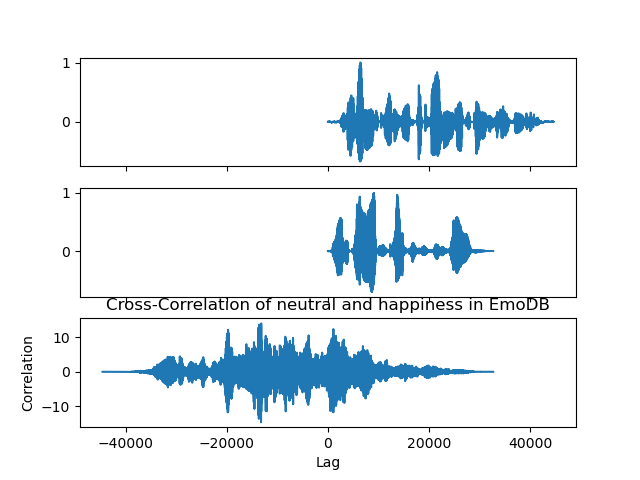 1
0
1
0
Cross-Correlation of neutral and happiness in EmoDB
10
0
−10
Correlation
−40000 −20000 0 20000 40000
Lag